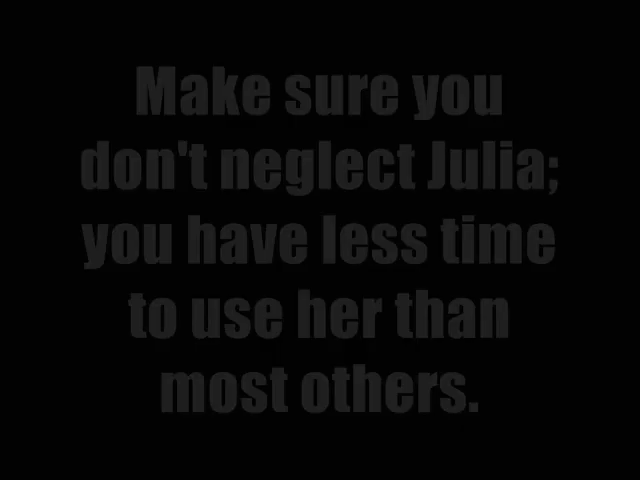 Make sure you
don't neglect Julia;
you have less time
to use her than
most others.